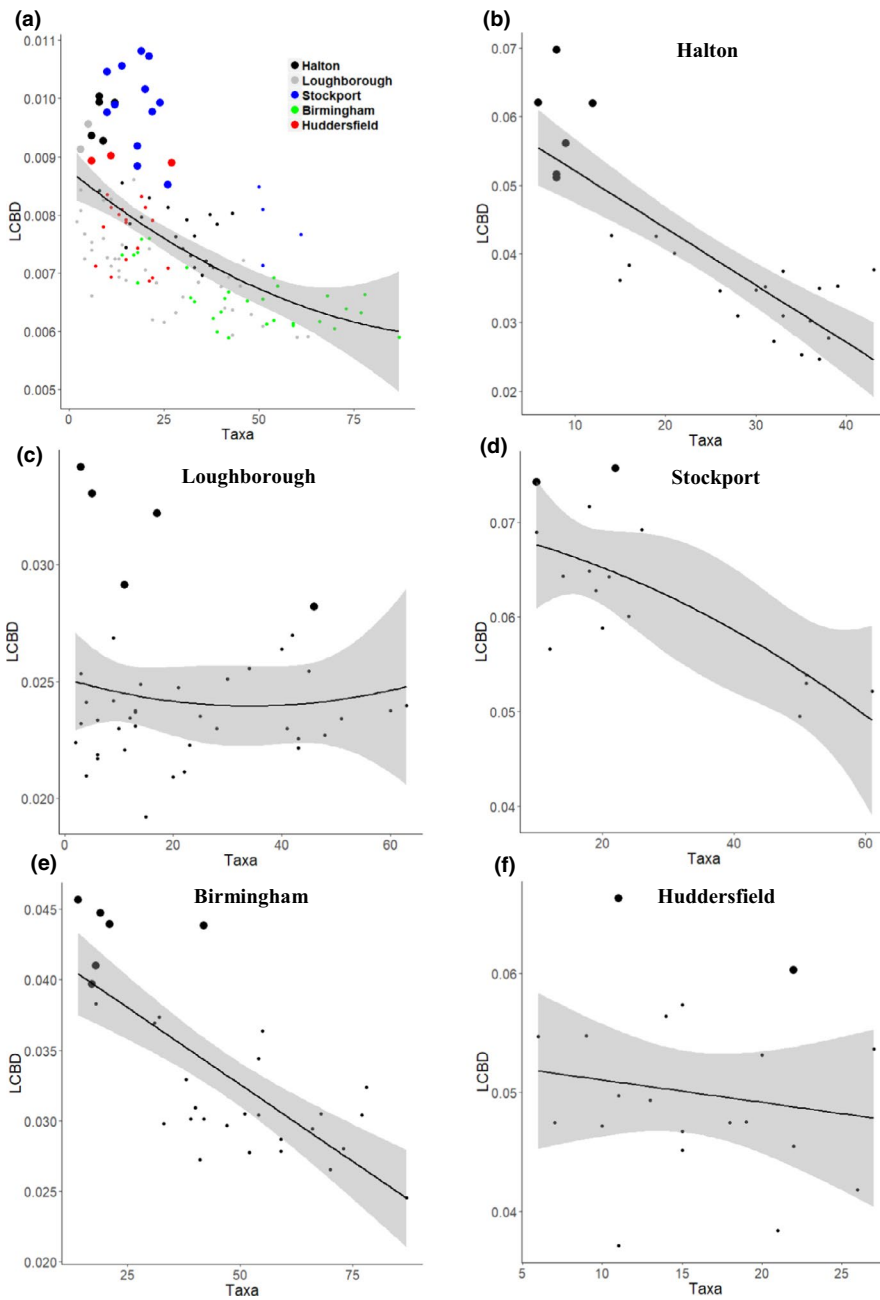 (a)
0.011
0.010
0.009
0.008
0.007
0.006
0.005
LCBD
0 25 50 75
Taxa
Halton
Loughborough
Stockport
Birmingham
Huddersfield
(b)
Halton
0.07
0.06
0.05
0.04
0.03
0.02
LCBD
10 20 30 40
Taxa
(c)
Loughborough
0.030
0.025
0.020
LCBD
0 20 40 60
Taxa
(d)
Stockport
0.07
0.06
0.05
0.04
LCBD
20 40 60
Taxa
(e)
Birmingham
0.045
0.040
0.035
0.030
0.025
0.020
LCBD
25 50 75
Taxa
(f)
Huddersfield
0.06
0.05
0.04
LCBD
5 10 15 20 25
Taxa